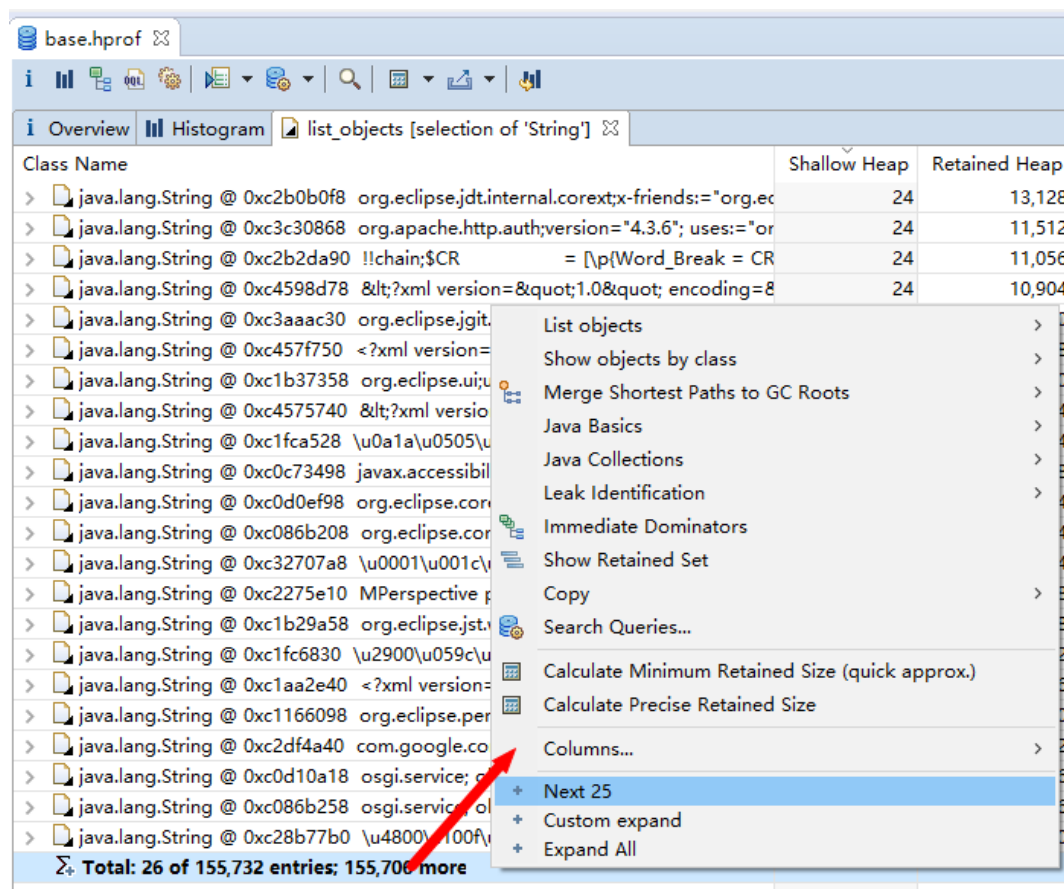 base.hprof
i OQL
i Overview Histogram list_objects [selection of 'String']
Class Name Shallow Heap Retained Heap
java.lang.String @ 0xc2b0b0f8 org.eclipse.jdt.internal.corext;x-friends:="org.ec 24 13,128
java.lang.String @ 0xc3c30868 org.apache.http.auth;version="4.3.6"; uses:="or 24 11,512
java.lang.String @ 0xc2b2da90 !!chain;$CR = [\p{Word_Break = CR 24 11,056
java.lang.String @ 0xc4598d78 &lt;?xml version=&quot;1.0&quot; encoding=& 24 10,904
java.lang.String @ 0xc3aaac30 org.eclipse.jgit.
java.lang.String @ 0xc457f750 <?xml version=
java.lang.String @ 0xc1b37358 org.eclipse.ui;u
java.lang.String @ 0xc4575740 &lt;?xml versio
java.lang.String @ 0xc1fca528 \u0a1a\u0505\u
java.lang.String @ 0xc0c73498 javax.accessibil
java.lang.String @ 0xc0d0ef98 org.eclipse.core
java.lang.String @ 0xc086b208 org.eclipse.cor
java.lang.String @ 0xc32707a8 \u0001\u001c\u
java.lang.String @ 0xc2275e10 MPerspective p
java.lang.String @ 0xc1b29a58 org.eclipse.jst.
java.lang.String @ 0xc1fc6830 \u2900\u059c\u
java.lang.String @ 0xc1aa2e40 <?xml version=
java.lang.String @ 0xc1166098 org.eclipse.per
java.lang.String @ 0xc2df4a40 com.google.co
java.lang.String @ 0xc0d10a18 osgi.service;
java.lang.String @ 0xc086b258 osgi.service
java.lang.String @ 0xc28b77b0 \u4800\
Total: 26 of 155,732 entries; 155,706 more
List objects
Show objects by class
Merge Shortest Paths to GC Roots
Java Basics
Java Collections
Leak Identification
Immediate Dominators
Show Retained Set
Copy
Search Queries...
Calculate Minimum Retained Size (quick approx.)
Calculate Precise Retained Size
Columns...
Next 25
Custom expand
Expand All